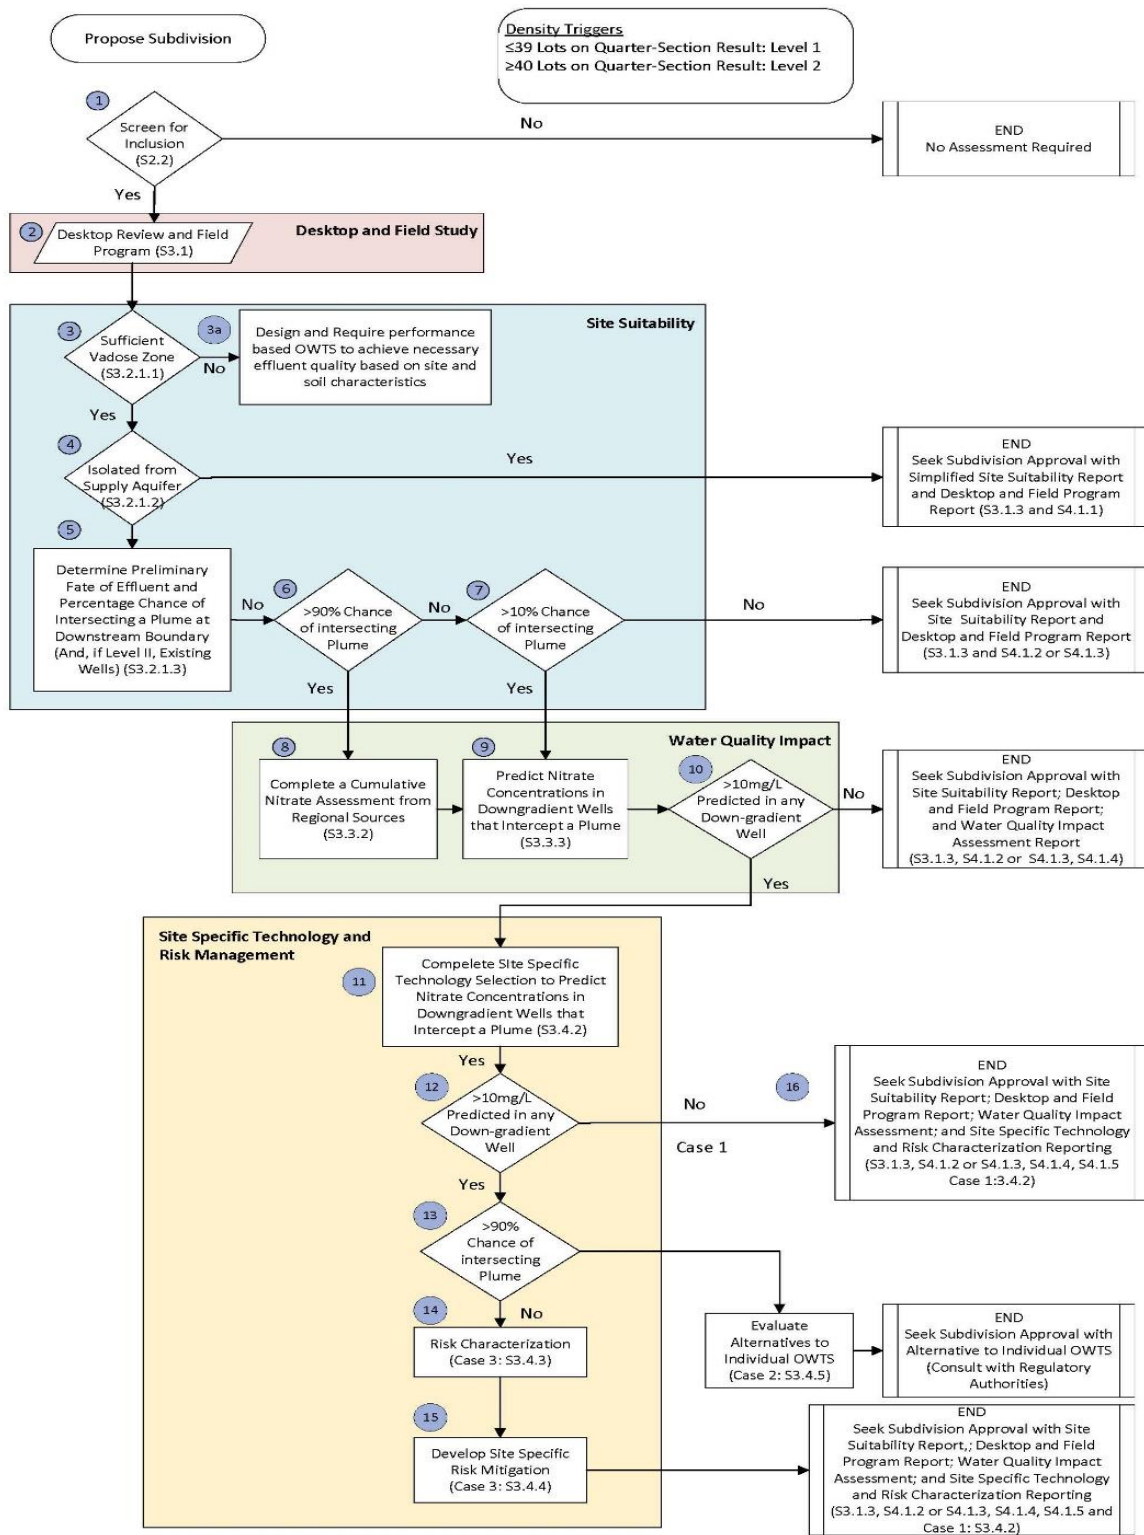 Propose Subdivision
Density Triggers
≤39 Lots on Quarter-Section Result: Level 1
≥40 Lots on Quarter-Section Result: Level 2
1
Screen for
Inclusion
(S2.2)
No
END
No Assessment Required
Yes
2
Desktop Review and Field
Program (S3.1)
Desktop and Field Study
Site Suitability
3
Sufficient
Vadose Zone
(S3.2.1.1)
3a
No
Design and Require performance
based OWTS to achieve necessary
effluent quality based on site and
soil characteristics
Yes
4
Isolated from
Supply Aquifer
(S3.2.1.2)
Yes
END
Seek Subdivision Approval with
Simplified Site Suitability Report
and Desktop and Field Program
Report (S3.1.3 and S4.1.1)
5
Determine Preliminary
Fate of Effluent and
Percentage Chance of
Intersecting a Plume at
Downstream Boundary
(And, if Level II, Existing
Wells) (S3.2.1.3)
No
6
>90% Chance
of intersecting
Plume
No
7
>10% Chance
of intersecting
Plume
No
END
Seek Subdivision Approval with
Site Suitability Report and
Desktop and Field Program Report
(S3.1.3 and S4.1.2 or S4.1.3)
Yes
Yes
Water Quality Impact
8
Complete a Cumulative
Nitrate Assessment from
Regional Sources
(S3.3.2)
9
Predict Nitrate
Concentrations in
Downgradient Wells
that Intercept a Plume
(S3.3.3)
10
>10mg/L
Predicted in any
Down-gradient
Well
No
END
Seek Subdivision Approval with
Site Suitability Report; Desktop
and Field Program Report;
and Water Quality Impact
Assessment Report
(S3.1.3, S4.1.2 or S4.1.3, S4.1.4)
Yes
Site Specific Technology and
Risk Management
11
Compelete SIte Specific
Technology Selection to Predict
Nitrate Concentrations in
Downgradient Wells that
Intercept a Plume (S3.4.2)
Yes
12
>10mg/L
Predicted in any
Down-gradient
Well
No
Case 1
16
END
Seek Subdivision Approval with Site
Suitability Report; Desktop and Field
Program Report; Water Quality Impact
Assessment; and Site Specific Technology
and Risk Characterization Reporting
(S3.1.3, S4.1.2 or S4.1.3, S4.1.4, S4.1.5
Case 1:3.4.2)
Yes
13
>90%
Chance of
intersecting
Plume
No
14
Risk Characterization
(Case 3: S3.4.3)
Evaluate
Alternatives to
Individual OWTS
(Case 2: S3.4.5)
END
Seek Subdivision Approval with
Alternative to Individual OWTS
(Consult with Regulatory
Authorities)
15
Develop Site Specific
Risk Mitigation
(Case 3: S3.4.4)
END
Seek Subdivision Approval with Site
Suitability Report,; Desktop and Field
Program Report; Water Quality Impact
Assessment; and Site Specific Technology
and Risk Characterization Reporting
(S3.1.3, S4.1.2 or S4.1.3, S4.1.4, S4.1.5 and
Case 1: S3.4.2)